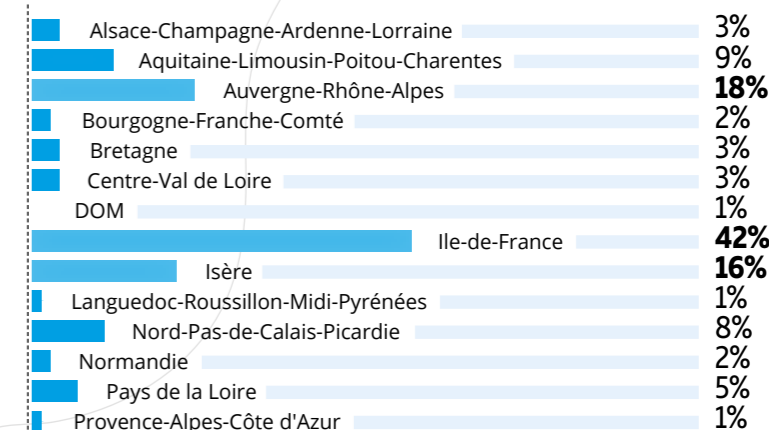 Alsace-Champagne-Ardenne-Lorraine 3%
Aquitaine-Limousin-Poitou-Charentes 9%
Auvergne-Rhône-Alpes 18%
Bourgogne-Franche-Comté 2%
Bretagne 3%
Centre-Val de Loire 3%
DOM 1%
Ile-de-France 42%
Isère 16%
Languedoc-Roussillon-Midi-Pyrénées 1%
Nord-Pas-de-Calais-Picardie 8%
Normandie 2%
Pays de la Loire 5%
Provence-Alpes-Côte d'Azur 1%